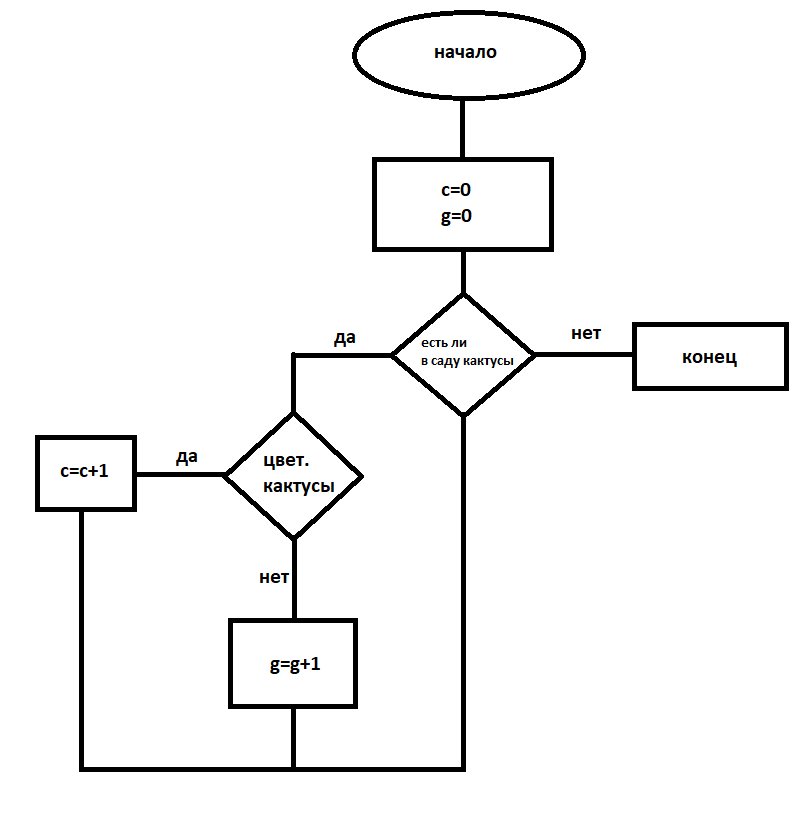 начало
c=0
g=0
да
есть ли
в саду кактусы
нет
конец
c=c+1
да
цвет.
кактусы
нет
g=g+1